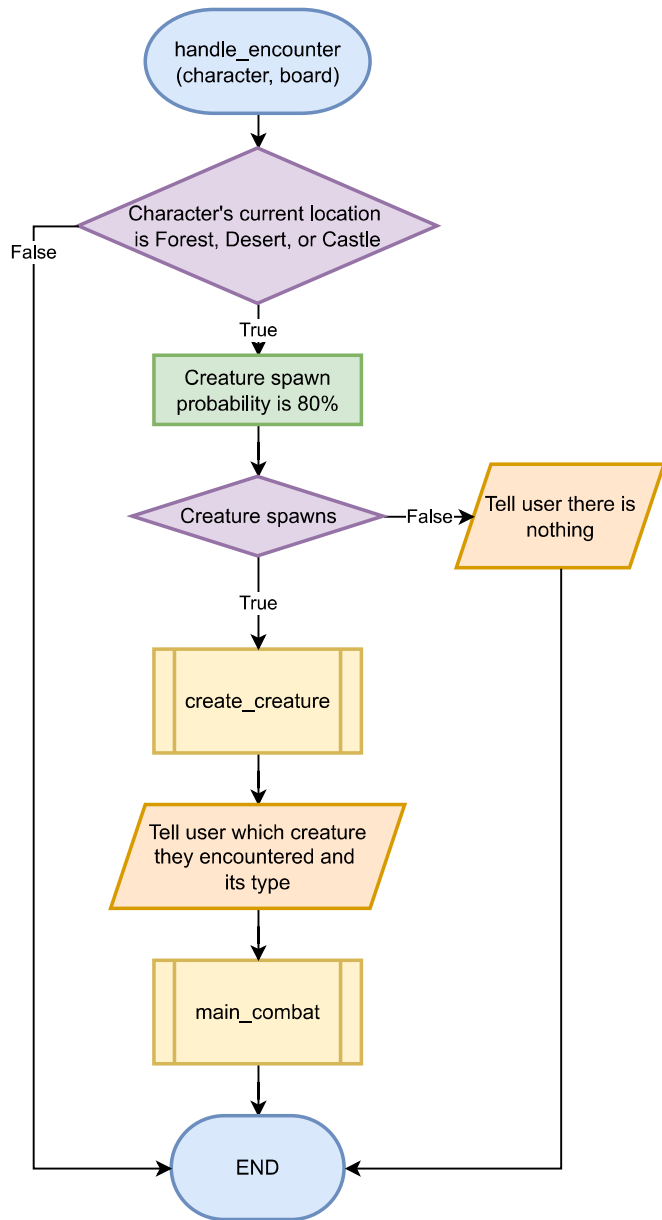 handle_encounter
(character, board)
Character's current location
is Forest, Desert, or Castle
False
True
Creature spawn
probability is 80%
Creature spawns
False
Tell user there is
nothing
True
create_creature
Tell user which creature
they encountered and
its type
main_combat
END